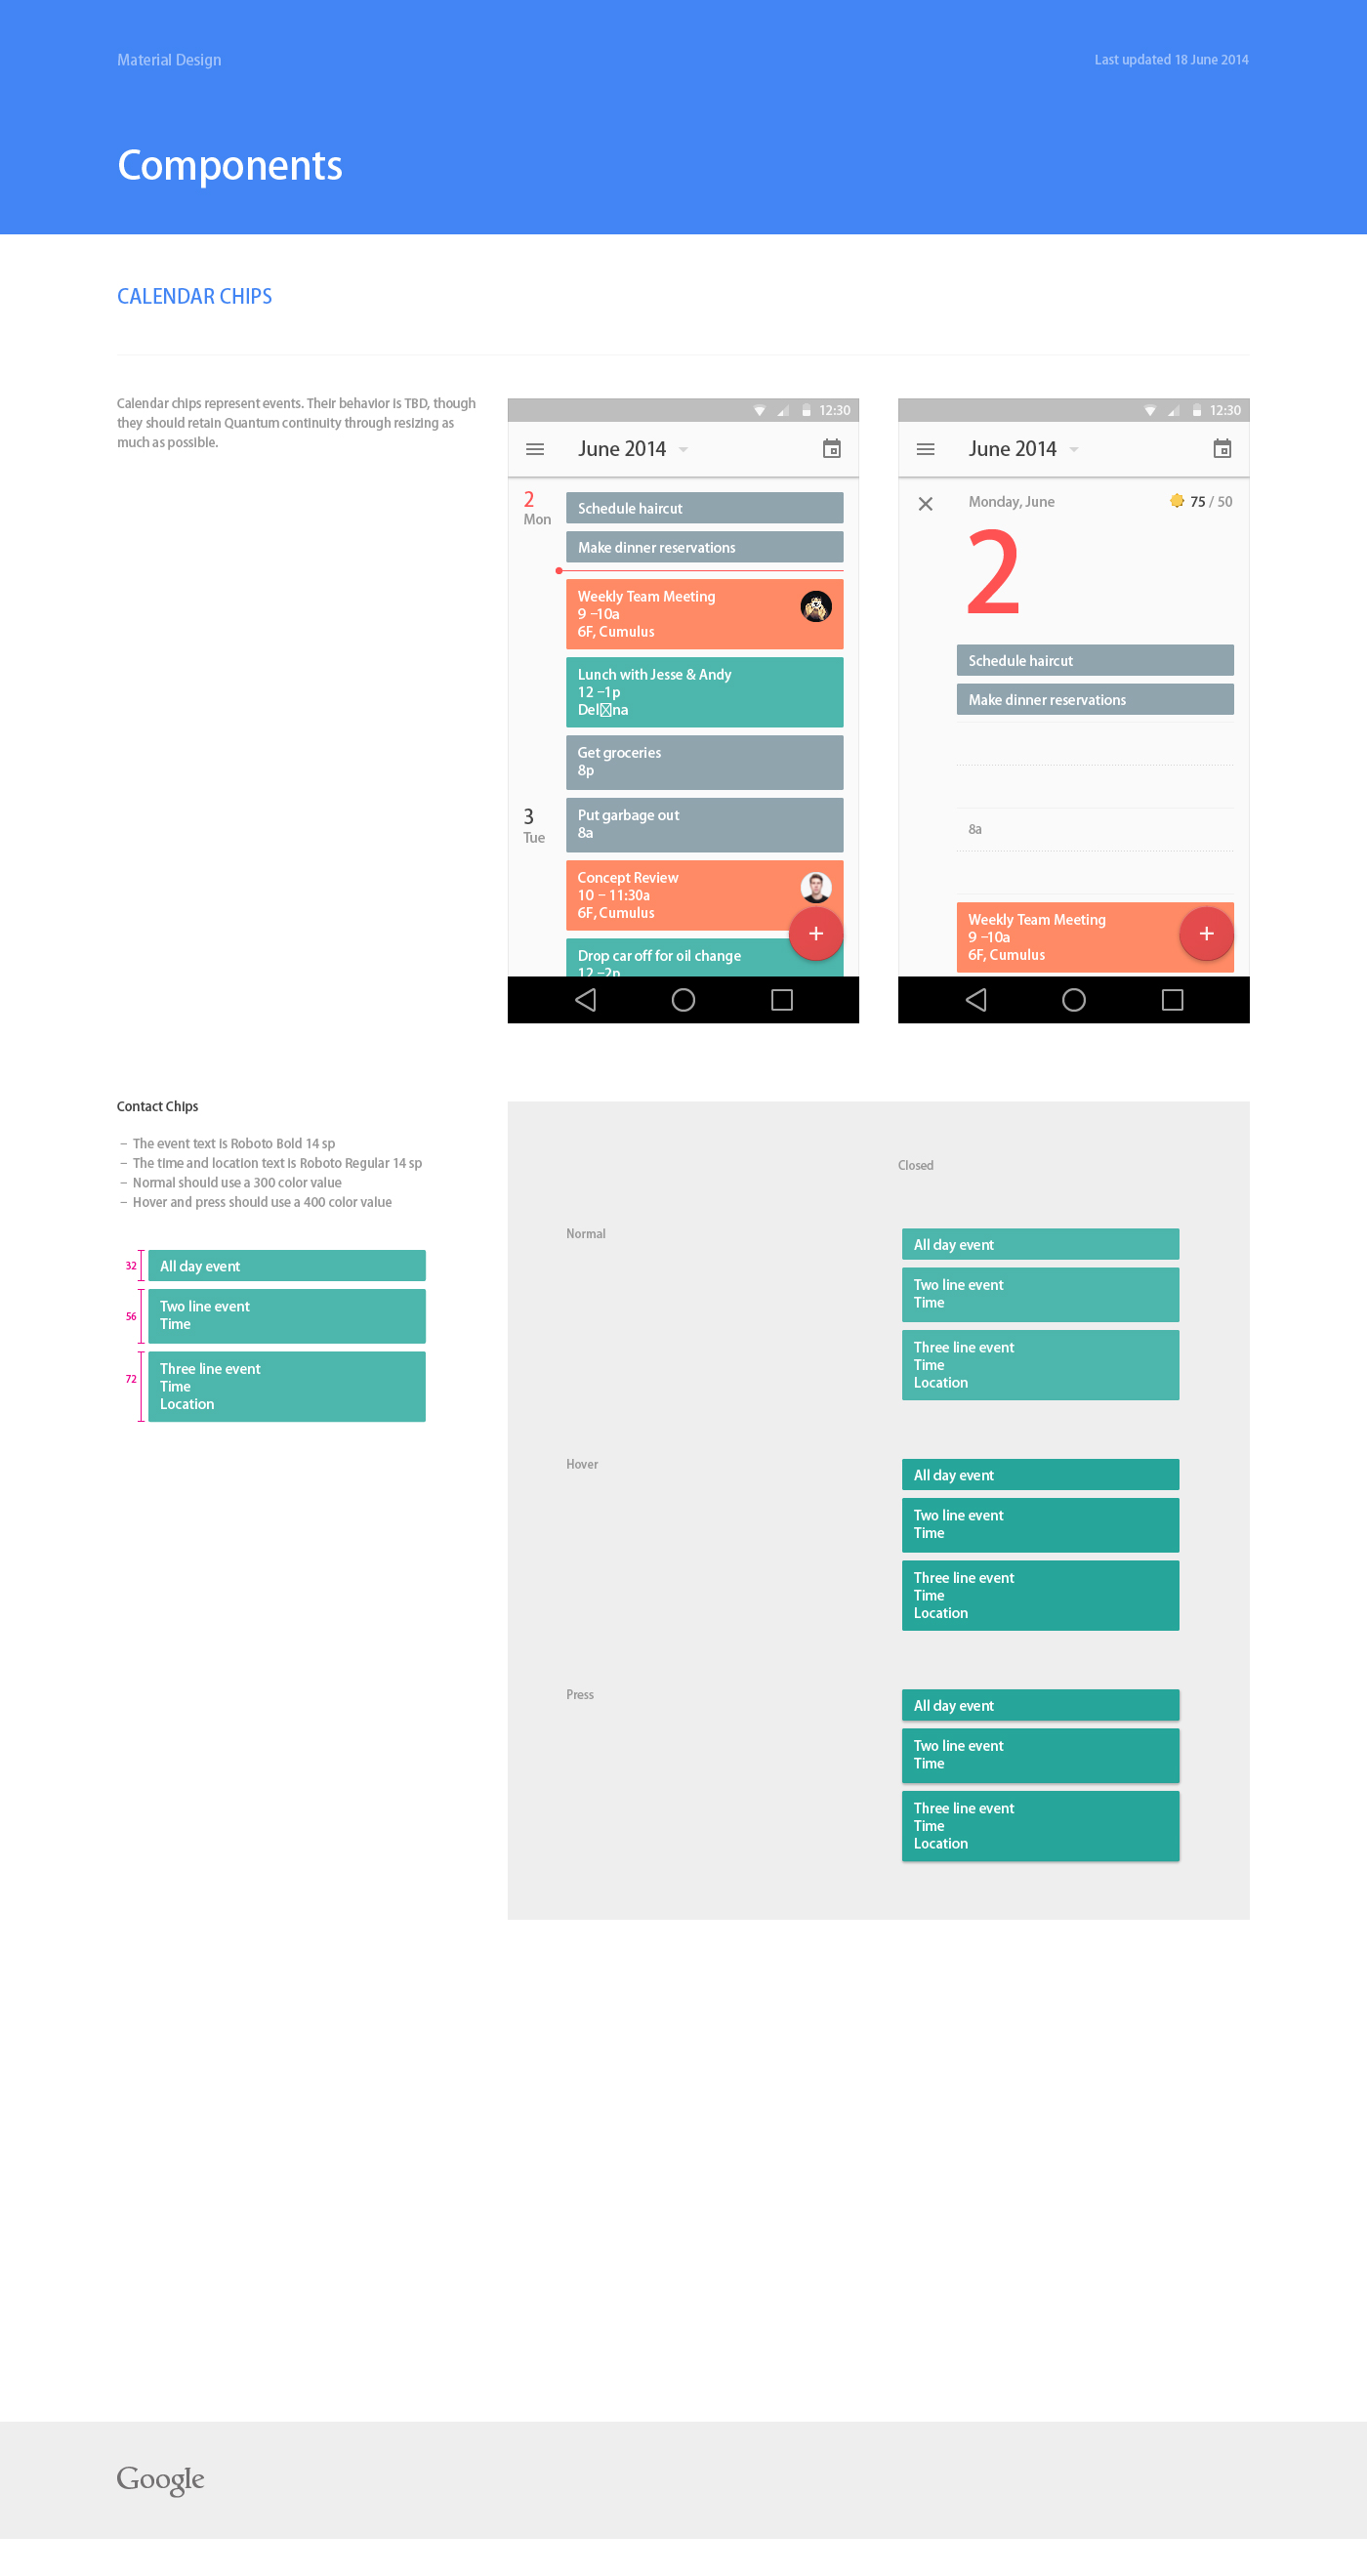 Material Design
Last updated 18 June 2014
Components
CALENDAR CHIPS
Calendar chips represent events. Their behavior is TBD, though
they should retain Quantum continuity through resizing as
much as possible.
12:30
June 2014
2
Mon
Schedule haircut
Make dinner reservations
Weekly Team Meeting
9 –10a
6F, Cumulus
Lunch with Jesse & Andy
12 –1p
Del▯na
Get groceries
8p
3
Tue
Put garbage out
8a
Concept Review
10 – 11:30a
6F, Cumulus
Drop car off for oil change
12 –2p
12:30
June 2014
Monday, June
75 / 50
2
Schedule haircut
Make dinner reservations
8a
Weekly Team Meeting
9 –10a
6F, Cumulus
Contact Chips
– The event text is Roboto Bold 14 sp
– The time and location text is Roboto Regular 14 sp
– Normal should use a 300 color value
– Hover and press should use a 400 color value
32
All day event
56
Two line event
Time
72
Three line event
Time
Location
Closed
Normal
All day event
Two line event
Time
Three line event
Time
Location
Hover
All day event
Two line event
Time
Three line event
Time
Location
Press
All day event
Two line event
Time
Three line event
Time
Location
Google